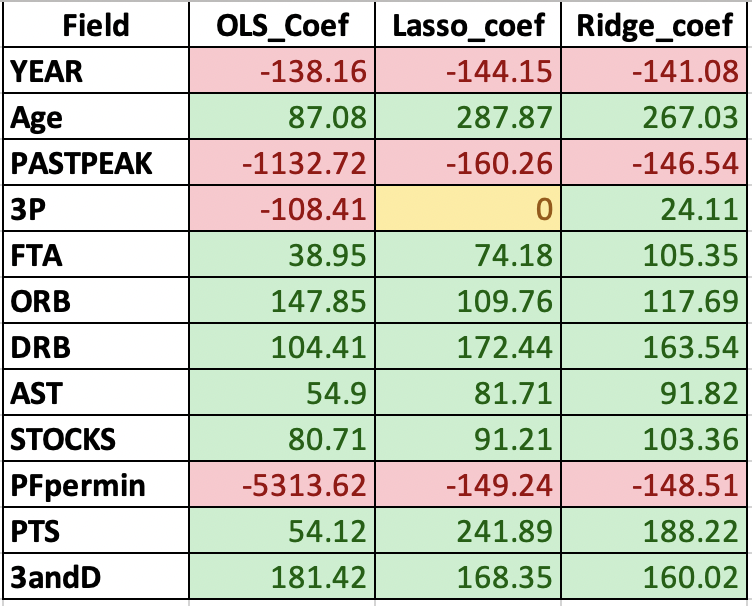 Field OLS_Coef Lasso_coef Ridge_coef
YEAR -138.16 -144.15 -141.08
Age 87.08 287.87 267.03
PASTPEAK -1132.72 -160.26 -146.54
3P -108.41 0 24.11
FTA 38.95 74.18 105.35
ORB 147.85 109.76 117.69
DRB 104.41 172.44 163.54
AST 54.9 81.71 91.82
STOCKS 80.71 91.21 103.36
PFpermin -5313.62 -149.24 -148.51
PTS 54.12 241.89 188.22
3andD 181.42 168.35 160.02